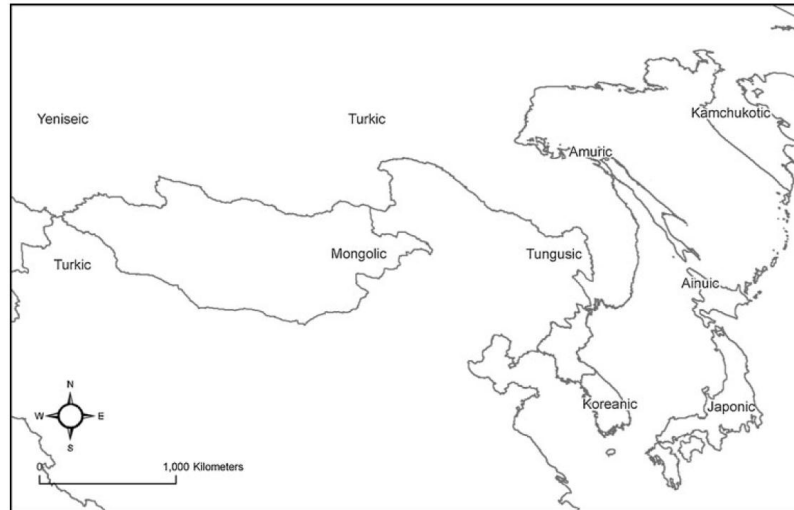 Kamchukotic
Yeniseic
Turkic
Amuric
Turkic
Mongolic
Tungusic
Ainuic
N
W
E
S
Koreanic
Japonic
0
1,000 Kilometers